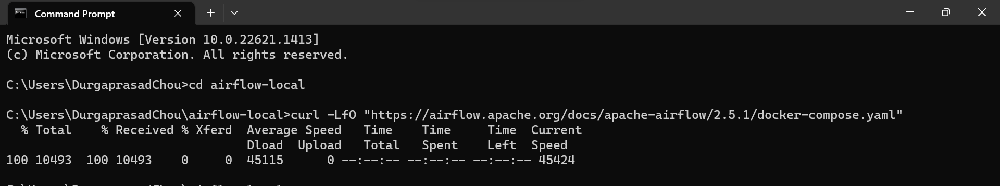 Command Prompt
Microsoft Windows [Version 10.0.22621.1413]
(c) Microsoft Corporation. All rights reserved.
C:\Users\DurgaprasadChou>cd airflow-local
C:\Users\DurgaprasadChou\airflow-local>curl -LfO "https://airflow.apache.org/docs/apache-airflow/2.5.1/docker-compose.yaml"
  % Total    % Received % Xferd  Average Speed   Time    Time     Time  Current
                                 Dload  Upload   Total   Spent    Left  Speed
100 10493  100 10493    0     0  45115      0 --:--:-- --:--:-- --:--:-- 45424